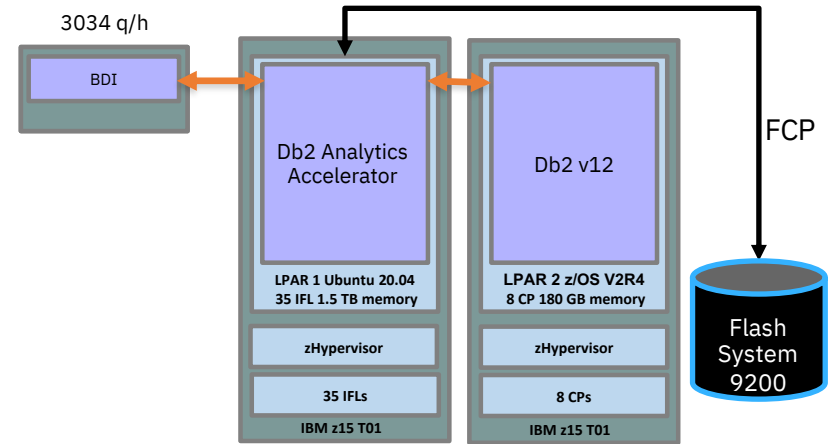 3034 q/h
BDI
Db2 Analytics
Accelerator
LPAR 1 Ubuntu 20.04
35 IFL 1.5 TB memory
zHypervisor
35 IFLs
IBM z15 T01
Db2 v12
LPAR 2 z/OS V2R4
8 CP 180 GB memory
zHypervisor
8 CPs
IBM z15 T01
FCP
Flash
System
9200